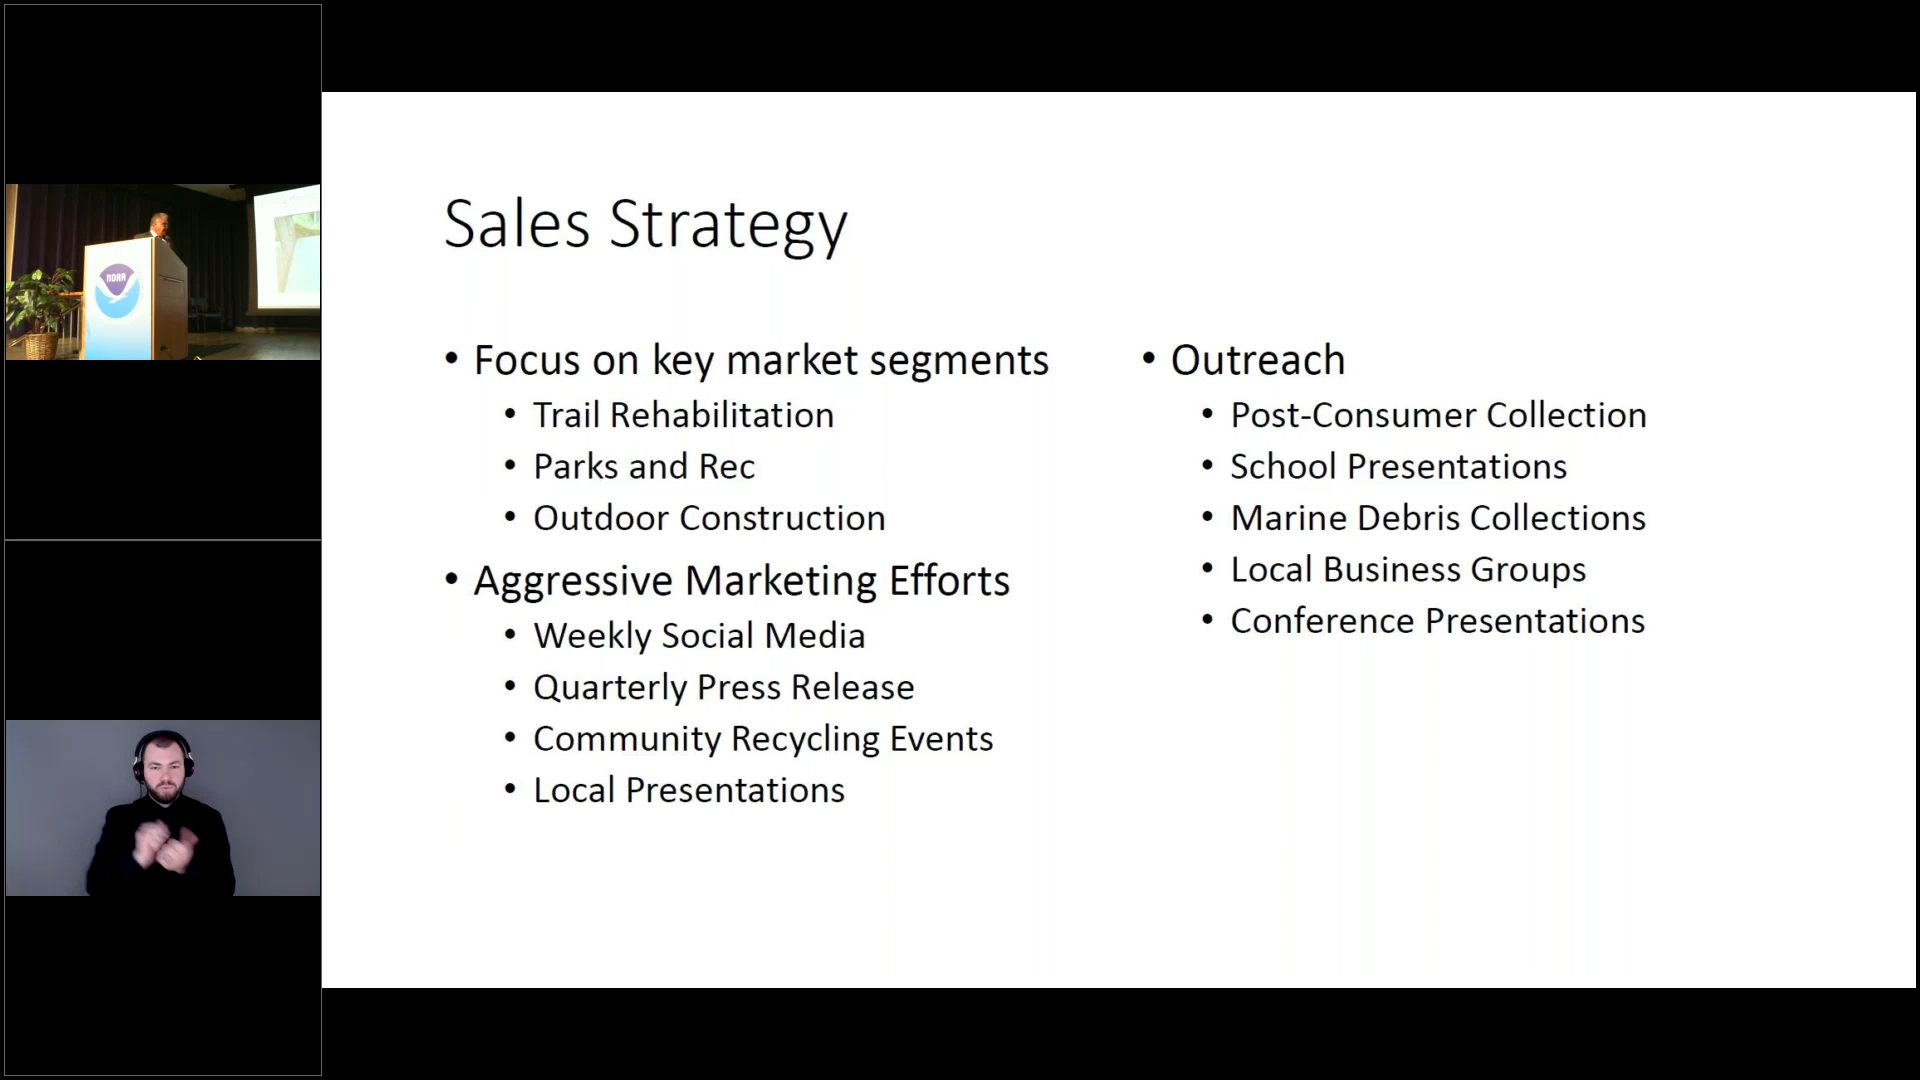 NOAA
Sales Strategy
• Focus on key market segments
• Trail Rehabilitation
• Parks and Rec
• Outdoor Construction
• Aggressive Marketing Efforts
• Weekly Social Media
• Quarterly Press Release
• Community Recycling Events
• Local Presentations
• Outreach
• Post-Consumer Collection
• School Presentations
• Marine Debris Collections
• Local Business Groups
• Conference Presentations